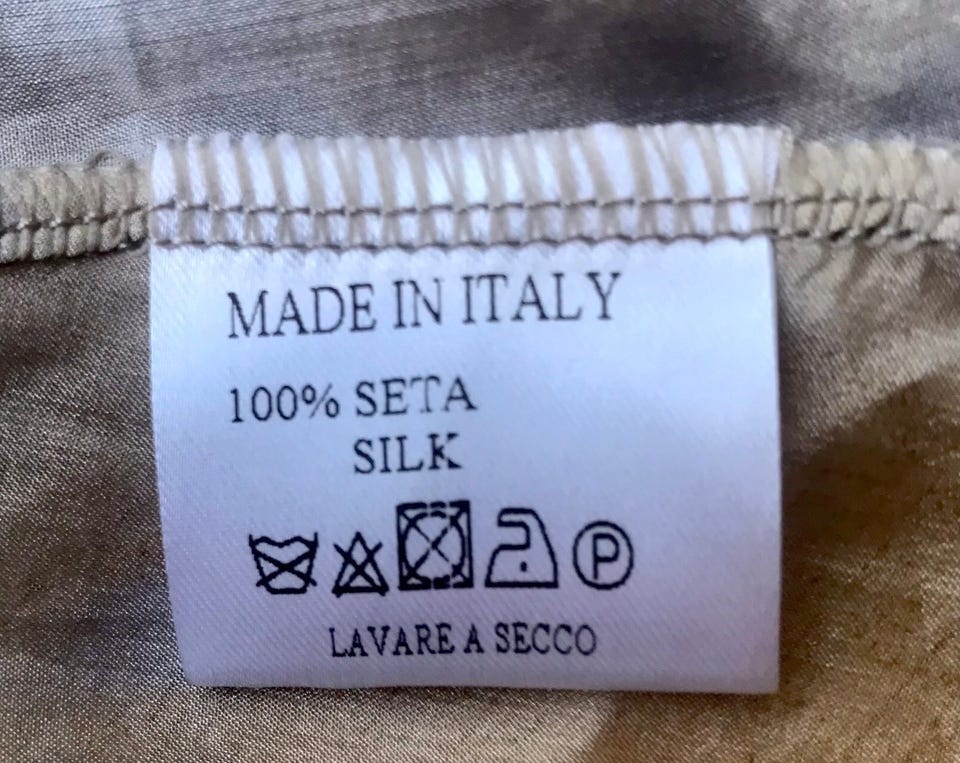 MADE IN ITALY
100% SETA
SILK
P
LAVARE A SECCO